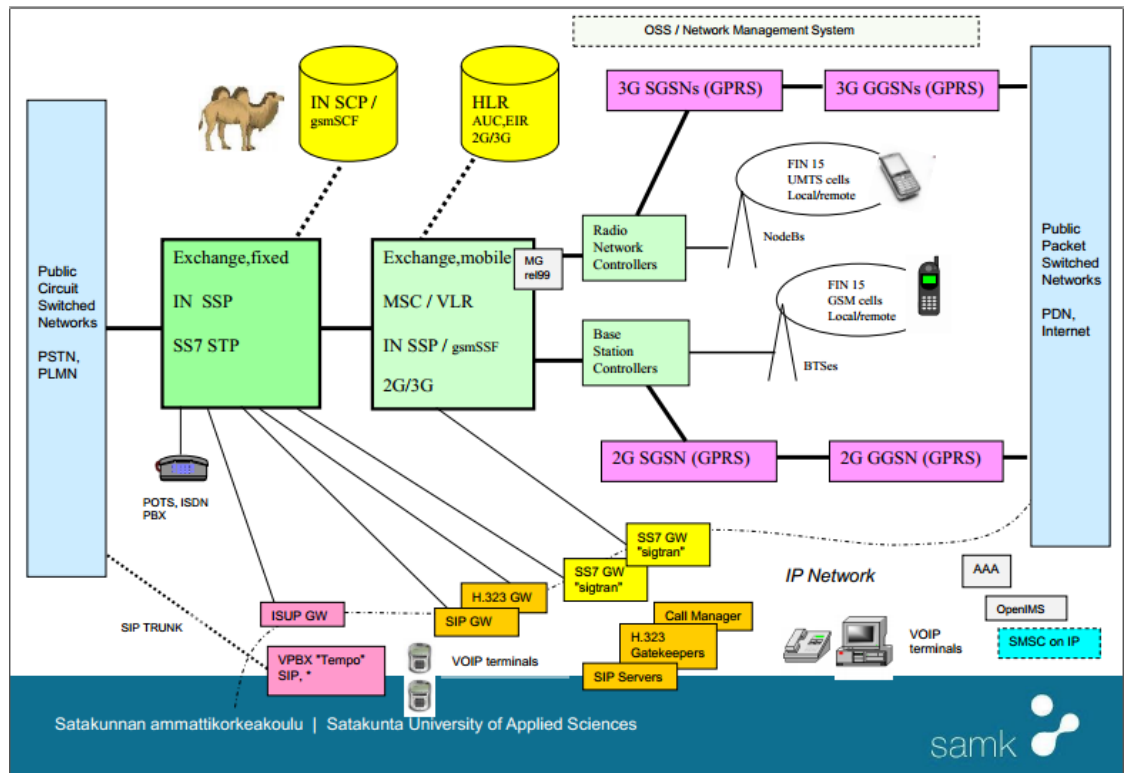 OSS / Network Management System
IN SCP /
gsmSCF
HLR
AUC,EIR
2G/3G
3G SGSNs (GPRS)
3G GGSNs (GPRS)
Public
Circuit
Switched
Networks
PSTN,
PLMN
Exchange,fixed
IN SSP
SS7 STP
Exchange,mobile
MSC / VLR
IN SSP / gsmSSF
2G/3G
MG
rel99
Radio
Network
Controllers
FIN 15
UMTS cells
Local/remote
NodeBs
Base
Station
Controllers
FIN 15
GSM cells
Local/remote
BTSes
Public
Packet
Switched
Networks
PDN,
Internet
2G SGSN (GPRS)
2G GGSN (GPRS)
POTS, ISDN
PBX
SS7 GW
"sigtran"
SS7 GW
"sigtran"
H.323 GW
SIP GW
ISUP GW
SIP TRUNK
VPBX "Tempo"
SIP, *
VOIP terminals
Call Manager
H.323
Gatekeepers
SIP Servers
IP Network
AAA
OpenIMS
SMSC on IP
VOIP
terminals
Satakunnan ammattikorkeakoulu | Satakunta University of Applied Sciences
samk